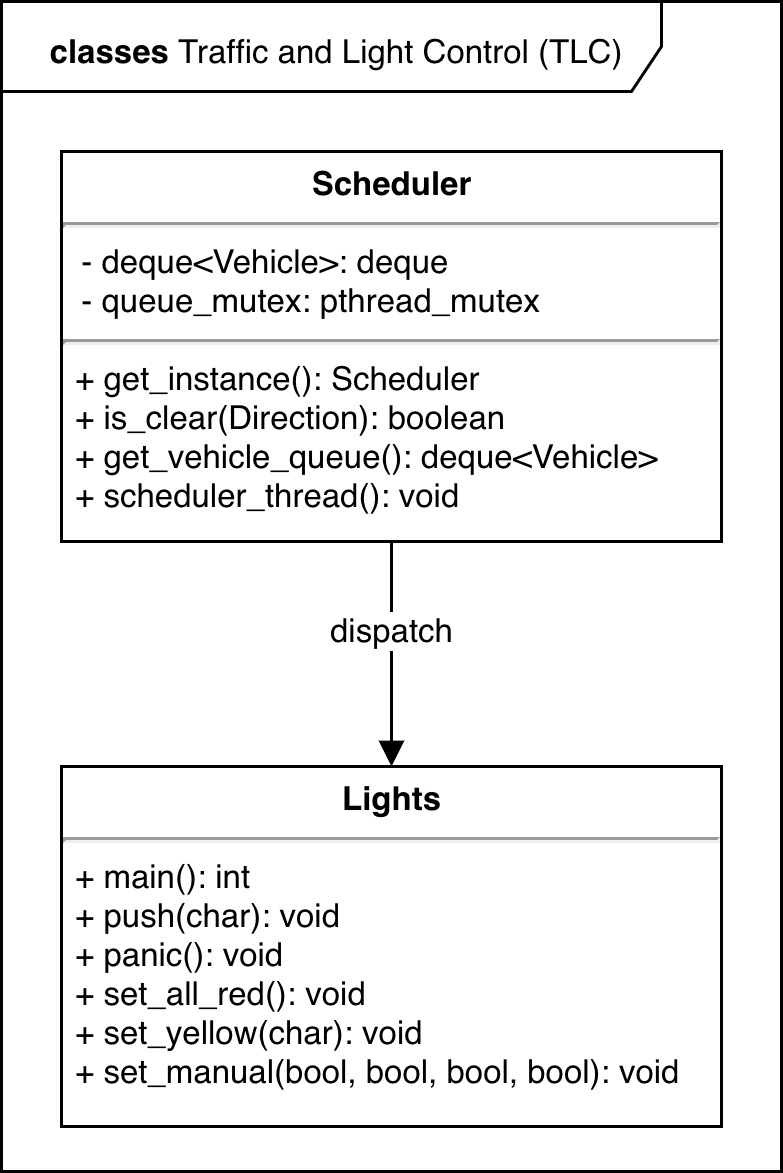 classes Traffic and Light Control (TLC)
Scheduler
- deque<Vehicle>: deque
- queue_mutex: pthread_mutex
+ get_instance(): Scheduler
+ is_clear(Direction): boolean
+ get_vehicle_queue(): deque<Vehicle>
+ scheduler_thread(): void
dispatch
Lights
+ main(): int
+ push(char): void
+ panic(): void
+ set_all_red(): void
+ set_yellow(char): void
+ set_manual(bool, bool, bool, bool): void